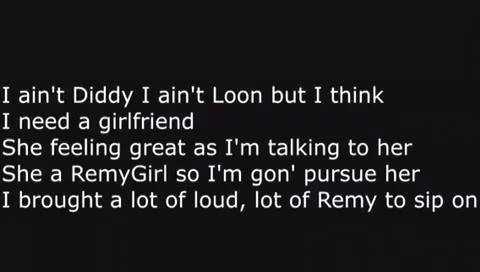 I ain't Diddy I ain't Loon but I think
I need a girlfriend
She feeling great as I'm talking to her
She a RemyGirl so I'm gon' pursue her
I brought a lot of loud, lot of Remy to sip on